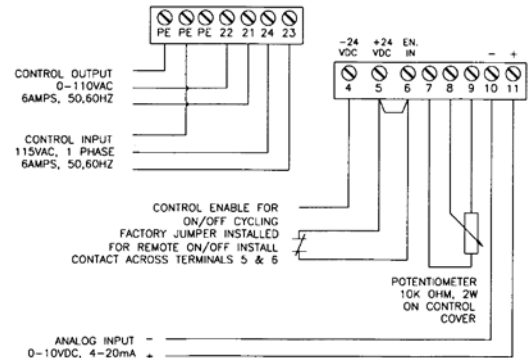 PE PE PE 22 21 24 23
CONTROL OUTPUT
0-110VAC
6AMPS, 50,60HZ
CONTROL INPUT
115VAC, 1 PHASE
6AMPS, 50,60HZ
-24 +24 EN. - +
VDC VDC IN
4 5 6 7 8 9 10 11
CONTROL ENABLE FOR
ON/OFF CYCLING
FACTORY JUMPER INSTALLED
FOR REMOTE ON/OFF INSTALL
CONTACT ACROSS TERMINALS 5 & 6
POTENTIOMETER
10K OHM, 2W
ON CONTROL
COVER
ANALOG INPUT -
0-10VDC, 4-20mA +